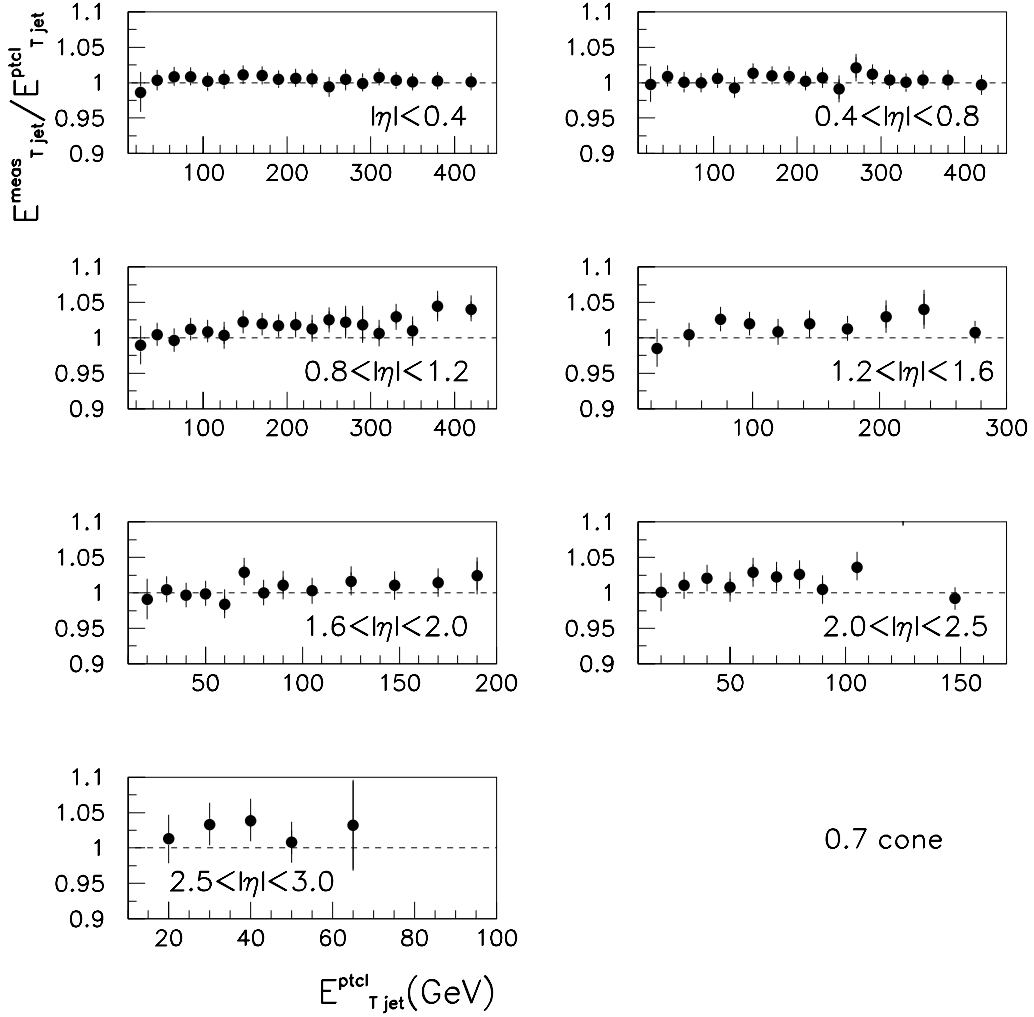 E^meas_T jet/E^ptcl_T jet
1.1
1.05
1
0.95
0.9
|η|<0.4
100 200 300 400
1.1
1.05
1
0.95
0.9
0.4<|η|<0.8
100 200 300 400
1.1
1.05
1
0.95
0.9
0.8<|η|<1.2
100 200 300 400
1.1
1.05
1
0.95
0.9
1.2<|η|<1.6
100 200 300
1.1
1.05
1
0.95
0.9
1.6<|η|<2.0
50 100 150 200
1.1
1.05
1
0.95
0.9
2.0<|η|<2.5
50 100 150
1.1
1.05
1
0.95
0.9
2.5<|η|<3.0
20 40 60 80 100
0.7 cone
E^ptcl_T jet(GeV)